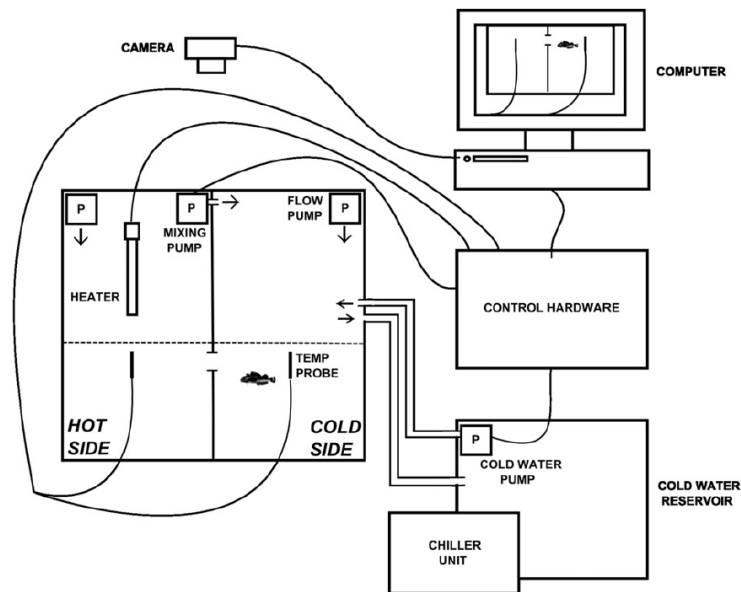 CAMERA
COMPUTER
P
P
MIXING
PUMP
FLOW
PUMP
P
HEATER
CONTROL HARDWARE
TEMP
PROBE
HOT
SIDE
COLD
SIDE
P
COLD WATER
PUMP
COLD WATER
RESERVOIR
CHILLER
UNIT